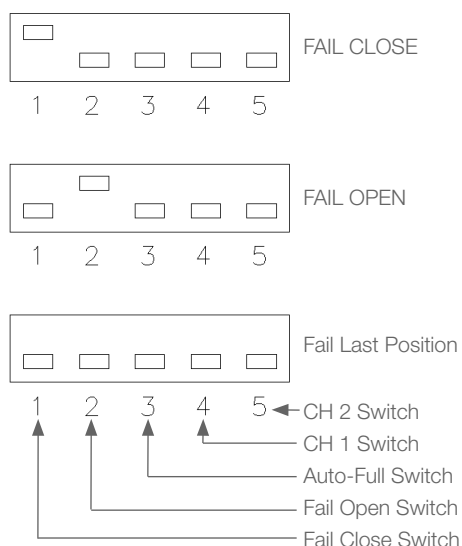 FAIL CLOSE
1 2 3 4 5
FAIL OPEN
1 2 3 4 5
Fail Last Position
1 2 3 4 5
CH 2 Switch
CH 1 Switch
Auto-Full Switch
Fail Open Switch
Fail Close Switch